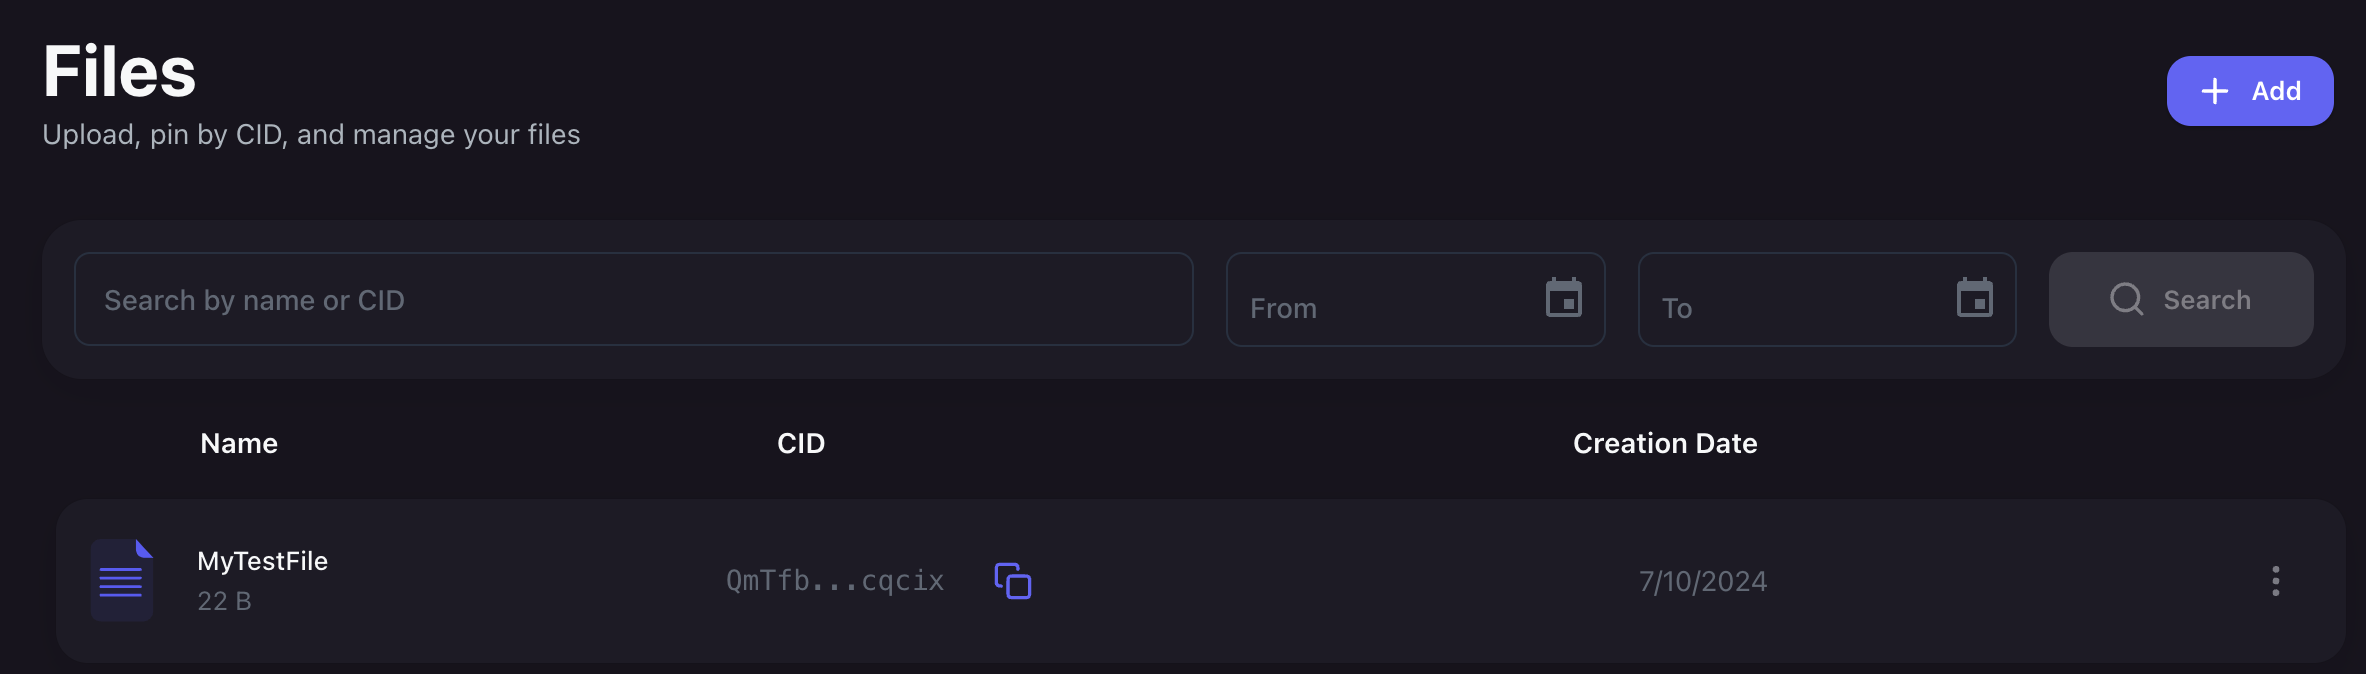 Files
Upload, pin by CID, and manage your files
Add
Search by name or CID
From
To
Search
Name
CID
Creation Date
MyTestFile
22 B
QmTfb...cqcix
7/10/2024